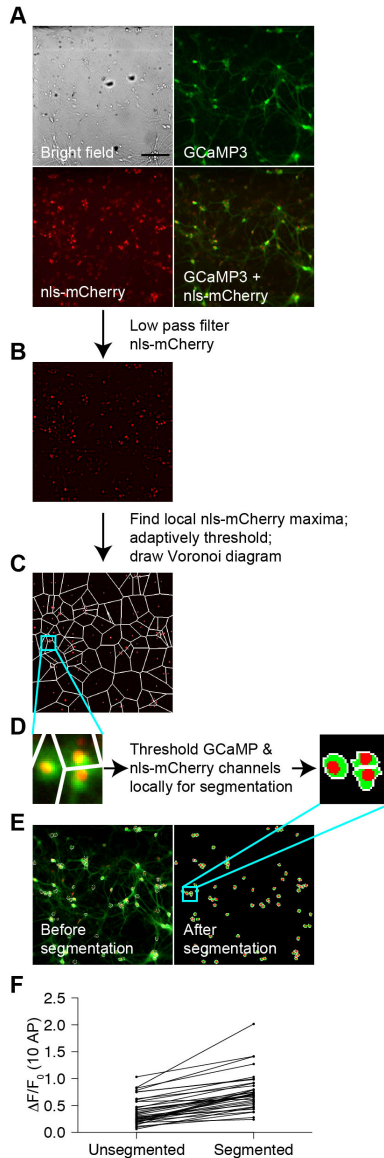 A
Bright field
GCaMP3
nls-mCherry
GCaMP3 +
nls-mCherry
Low pass filter
nls-mCherry
B
Find local nls-mCherry maxima;
adaptively threshold;
draw Voronoi diagram
C
D
Threshold GCaMP &
nls-mCherry channels
locally for segmentation
E
Before
segmentation
After
segmentation
F
ΔF/F₀ (10 AP)
2.5
2.0
1.5
1.0
0.5
0.0
Unsegmented
Segmented